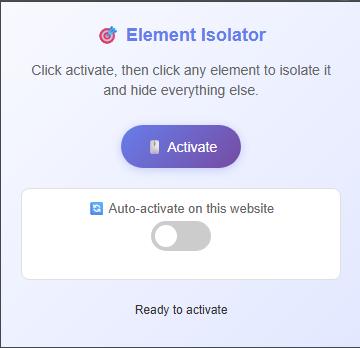 🎯 Element Isolator
Click activate, then click any element to isolate it
and hide everything else.
🖱️ Activate
🔄 Auto-activate on this website
Ready to activate